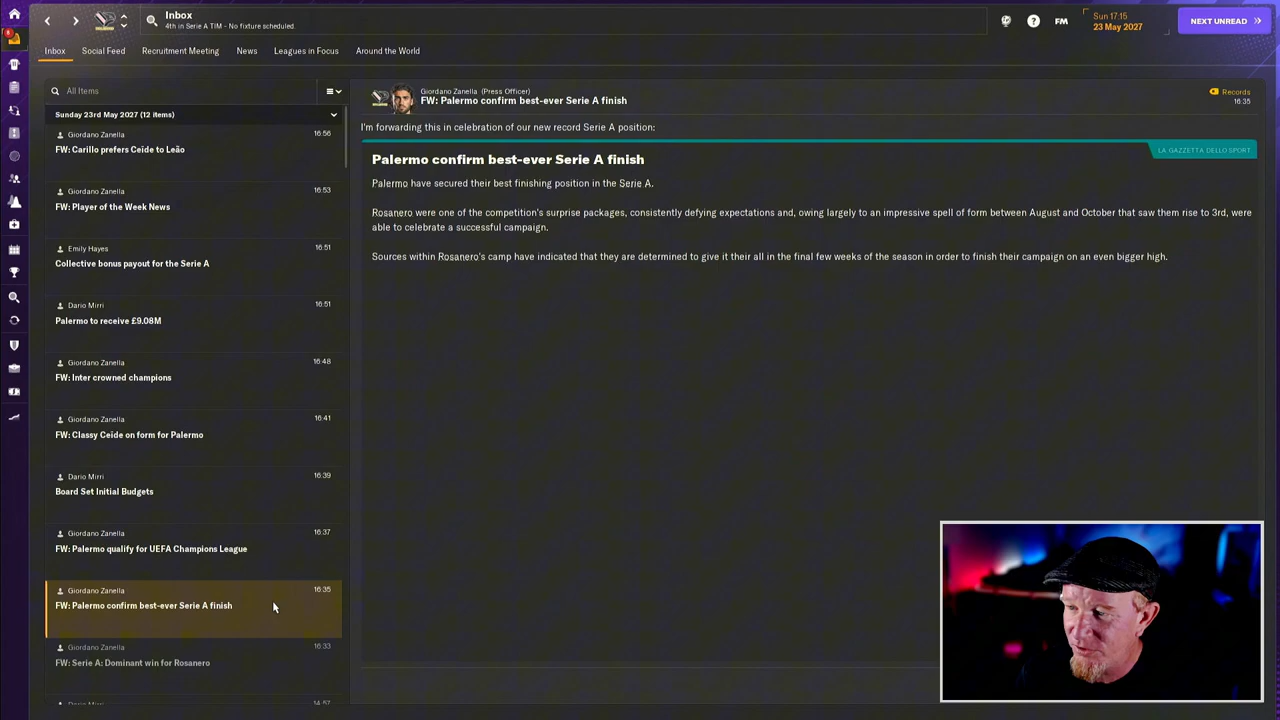 Inbox
4th in Serie A TIM - No fixture scheduled.
FM
Sun 17:15
23 May 2027
NEXT UNREAD
Inbox
Social Feed
Recruitment Meeting
News
Leagues in Focus
Around the World
All Items
Sunday 23rd May 2027 (12 items)
Giordano Zanella
16:56
FW: Carillo prefers Ceïde to Leão
Giordano Zanella
16:53
FW: Player of the Week News
Emily Hayes
16:51
Collective bonus payout for the Serie A
Dario Mirri
16:51
Palermo to receive £9.08M
Giordano Zanella
16:48
FW: Inter crowned champions
Giordano Zanella
16:41
FW: Classy Ceïde on form for Palermo
Dario Mirri
16:39
Board Set Initial Budgets
Giordano Zanella
16:37
FW: Palermo qualify for UEFA Champions League
Giordano Zanella
16:35
FW: Palermo confirm best-ever Serie A finish
Giordano Zanella
16:33
FW: Serie A: Dominant win for Rosanero
Dario Mirri
14:57
Giordano Zanella (Press Officer)
FW: Palermo confirm best-ever Serie A finish
Records
16:35
I'm forwarding this in celebration of our new record Serie A position:
LA GAZZETTA DELLO SPORT
Palermo confirm best-ever Serie A finish
Palermo have secured their best finishing position in the Serie A.
Rosanero were one of the competition's surprise packages, consistently defying expectations and, owing largely to an impressive spell of form between August and October that saw them rise to 3rd, were
able to celebrate a successful campaign.
Sources within Rosanero's camp have indicated that they are determined to give it their all in the final few weeks of the season in order to finish their campaign on an even bigger high.